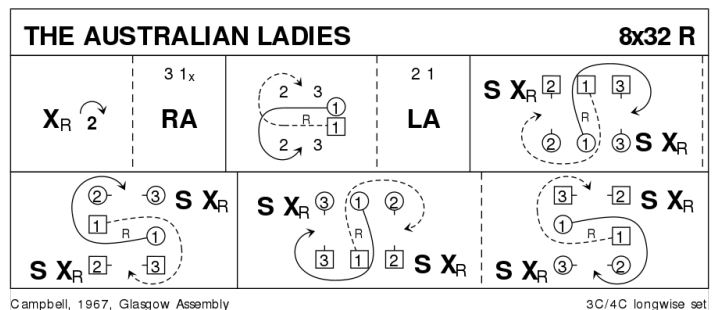 THE AUSTRALIAN LADIES 8x32 R
3 1x 2 1
XR 2 RA 2 3 1 R 1 2 3 LA S XR 2 1 3 R 2 1 3 S XR
2 3 S XR 1 R 1 S XR 2 3
S XR 3 1 2 R 3 1 2 S XR
3 2 S XR 1 R 1 S XR 3 2
Campbell, 1967, Glasgow Assembly 3C/4C longwise set